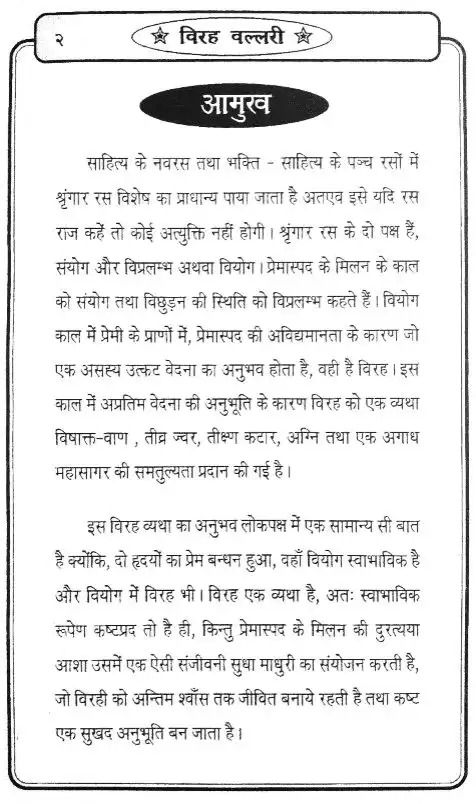 २
✯ विरह वल्लरी ✯
आमुख
साहित्य के नवरस तथा भक्ति - साहित्य के पञ्च रसों में
श्रृंगार रस विशेष का प्राधान्य पाया जाता है अतएव इसे यदि रस
राज कहें तो कोई अत्युक्ति नहीं होगी। श्रृंगार रस के दो पक्ष हैं,
संयोग और विप्रलम्भ अथवा वियोग। प्रेमास्पद के मिलन के काल
को संयोग तथा विछुड़न की स्थिति को विप्रलम्भ कहते हैं। वियोग
काल में प्रेमी के प्राणों में, प्रेमास्पद की अविद्यमानता के कारण जो
एक असह्य उत्कट वेदना का अनुभव होता है, वही है विरह। इस
काल में अप्रतिम वेदना की अनुभूति के कारण विरह को एक व्यथा
विषाक्त-वाण , तीव्र ज्वर, तीक्ष्ण कटार, अग्नि तथा एक अगाध
महासागर की समतुल्यता प्रदान की गई है।
इस विरह व्यथा का अनुभव लोकपक्ष में एक सामान्य सी बात
है क्योंकि, दो हृदयों का प्रेम बन्धन हुआ, वहाँ वियोग स्वाभाविक है
और वियोग में विरह भी। विरह एक व्यथा है, अतः स्वाभाविक
रूपेण कष्टप्रद तो है ही, किन्तु प्रेमास्पद के मिलन की दुरत्यया
आशा उसमें एक ऐसी संजीवनी सुधा माधुरी का संयोजन करती है,
जो विरही को अन्तिम श्वाँस तक जीवित बनाये रहती है तथा कष्ट
एक सुखद अनुभूति बन जाता है।